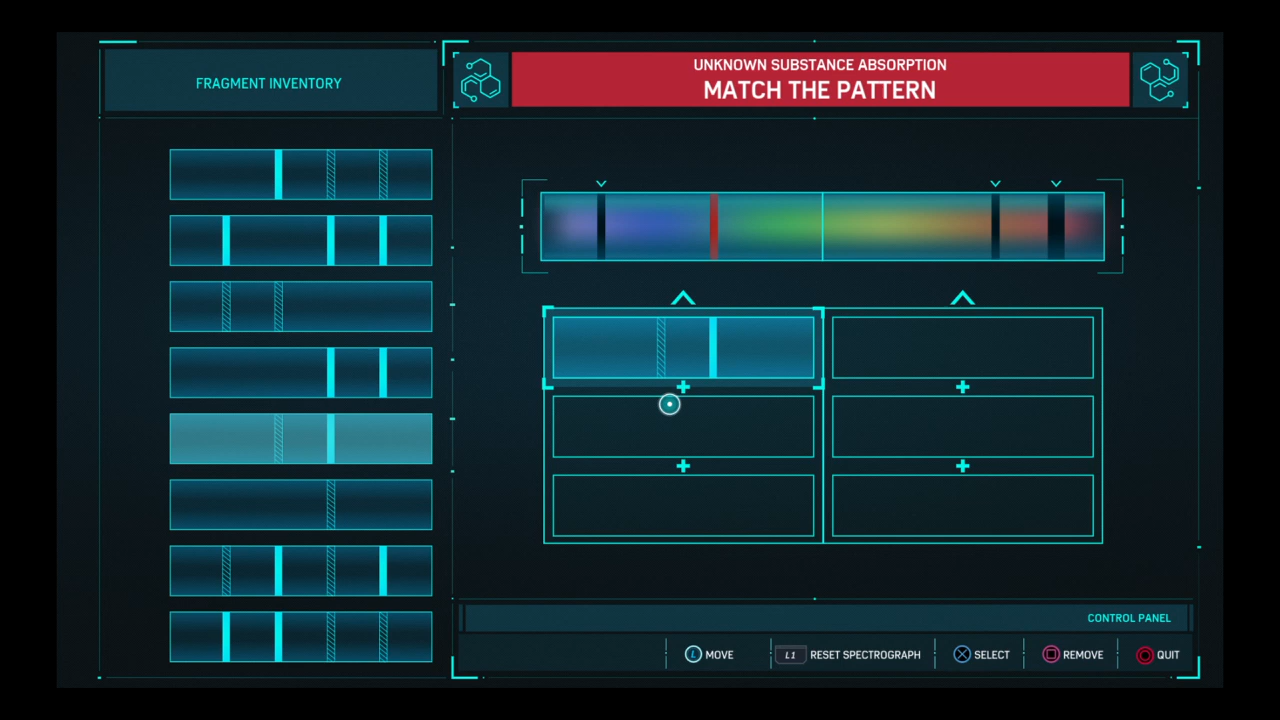 FRAGMENT INVENTORY
UNKNOWN SUBSTANCE ABSORPTION
MATCH THE PATTERN
CONTROL PANEL
L MOVE
L1 RESET SPECTROGRAPH
SELECT
REMOVE
QUIT